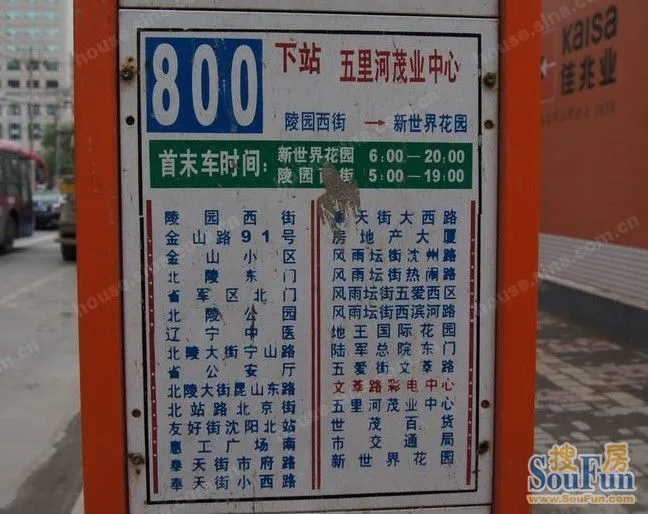 800
下站 五里河茂业中心
陵园西街 → 新世界花园
首末车时间:
新世界花园 6:00—20:00
陵园西街 5:00—19:00
陵园西街
金山路91号
金山小区
北陵东门
省军区北门
北陵公园
辽宁中医
北陵大街宁山路
省公安厅
北陵大街昆山东路
北站路北京街
友好街沈阳北站
惠工广场南
奉天街市府路
奉天街小西路
奉天街大西路
房地产大厦
风雨坛街沈州路
风雨坛街热闹路
风雨坛街五爱西区
风雨坛街西滨河路
地王国际花园
陆军总院东门
五爱街文萃路
文萃路彩电中心
五里河茂业中心
世茂百货
市交通局
新世界花园
Kaisa
佳兆业
house.sina.com.cn
搜房
SouFun
www.SouFun.com